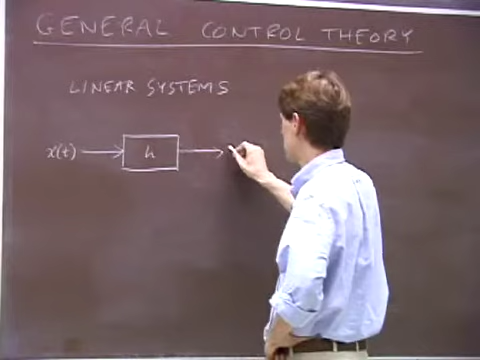 GENERAL CONTROL THEORY
LINEAR SYSTEMS
x(t) h